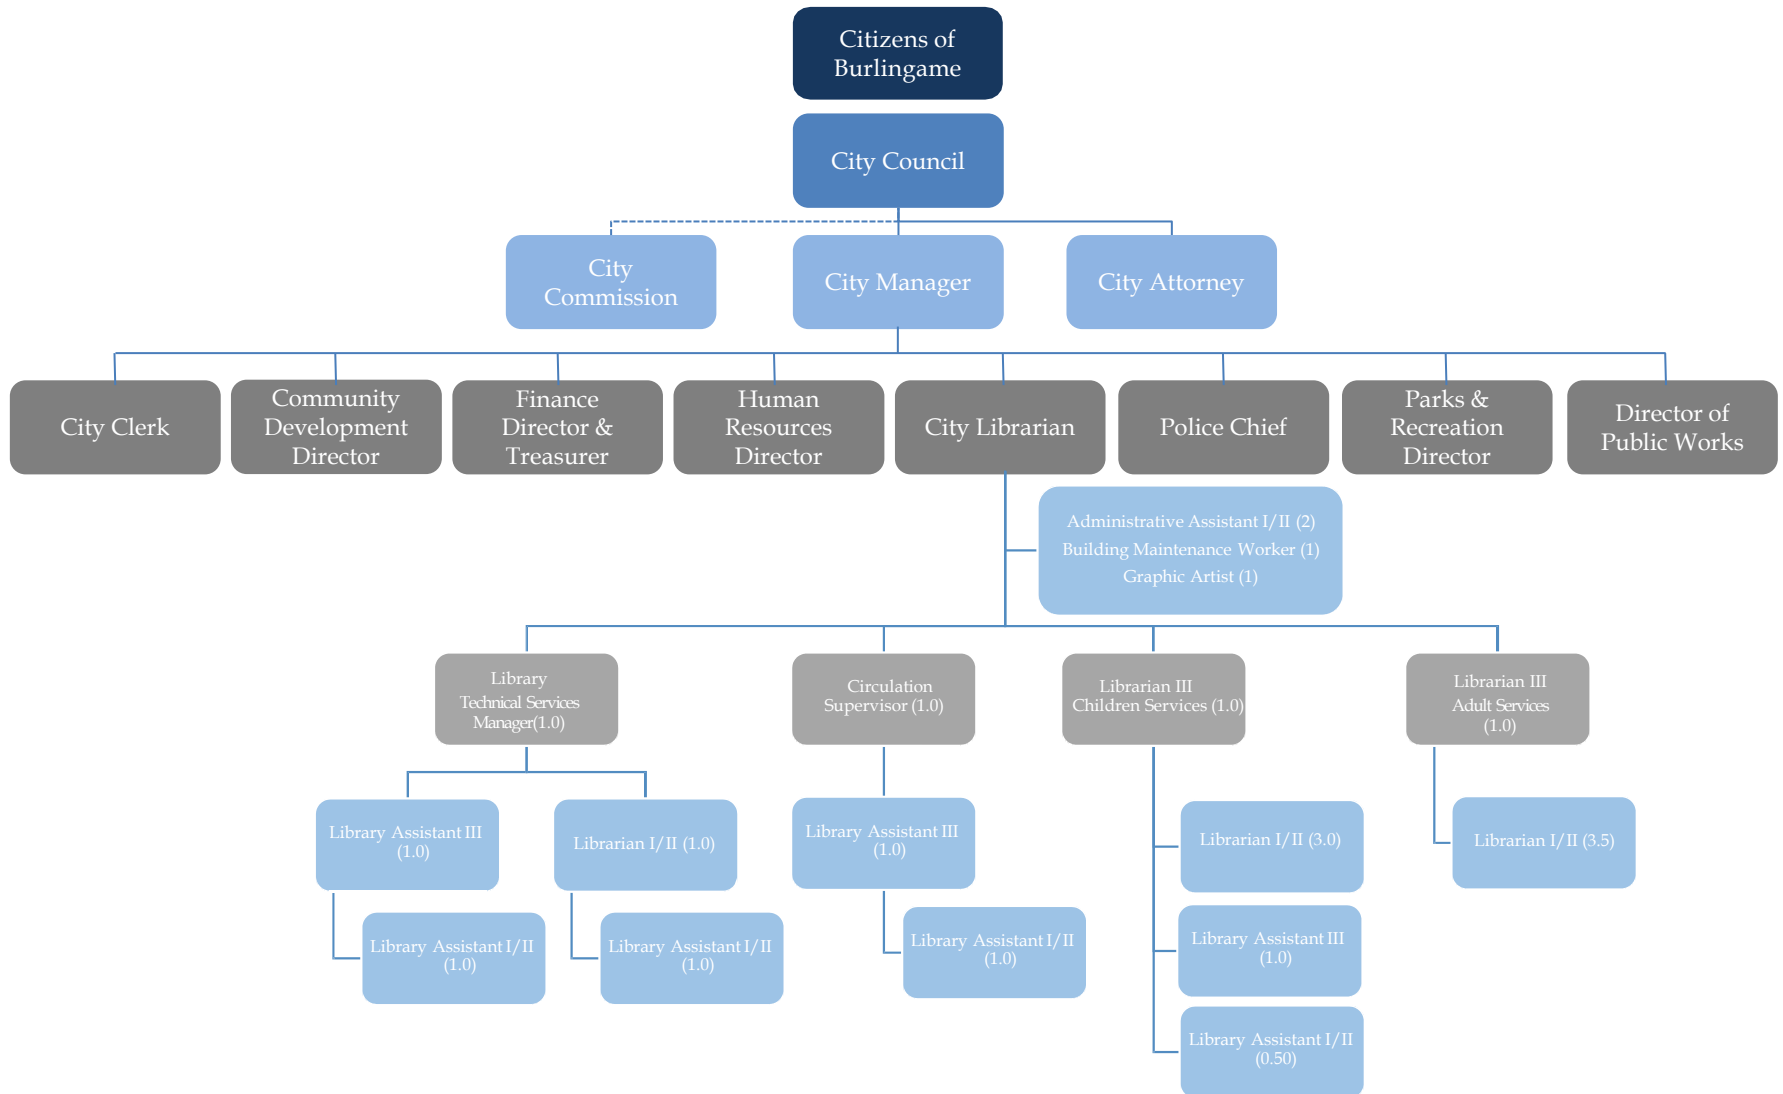 Citizens of
Burlingame
City Council
City
Commission
City Manager
City Attorney
City Clerk
Community
Development
Director
Finance
Director &
Treasurer
Human
Resources
Director
City Librarian
Police Chief
Parks &
Recreation
Director
Director of
Public Works
Administrative Assistant I/II (2)
Building Maintenance Worker (1)
Graphic Artist (1)
Library
Technical Services
Manager(1.0)
Circulation
Supervisor (1.0)
Librarian III
Children Services (1.0)
Librarian III
Adult Services
(1.0)
Library Assistant III
(1.0)
Librarian I/II (1.0)
Library Assistant III
(1.0)
Librarian I/II (3.0)
Librarian I/II (3.5)
Library Assistant I/II
(1.0)
Library Assistant I/II
(1.0)
Library Assistant I/II
(1.0)
Library Assistant III
(1.0)
Library Assistant I/II
(0.50)